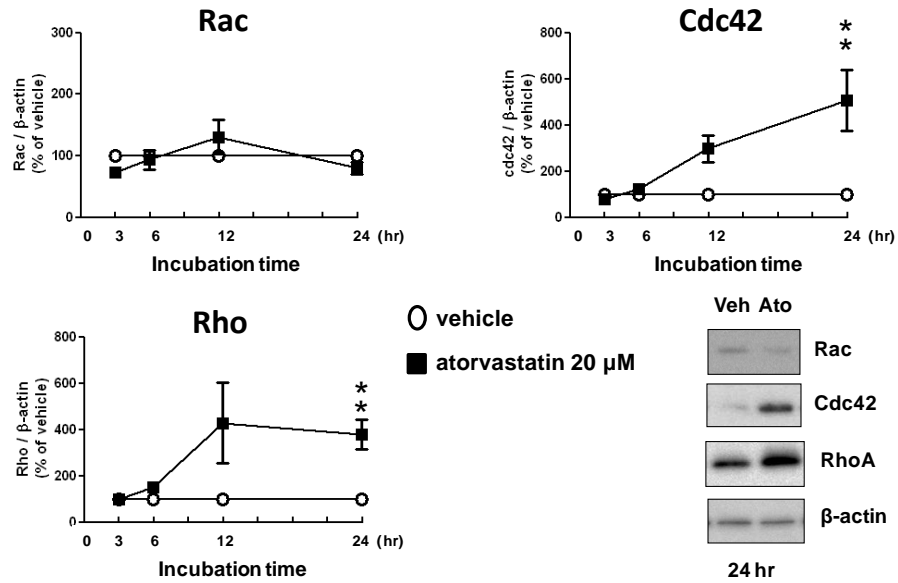 Rac
300
200
100
0
Rac / β-actin
(% of vehicle)
0 3 6 12 24 (hr)
Incubation time
Cdc42
800
600
400
200
0
cdc42 / β-actin
(% of vehicle)
**
0 3 6 12 24 (hr)
Incubation time
Rho
800
600
400
200
0
Rho / β-actin
(% of vehicle)
**
0 3 6 12 24 (hr)
Incubation time
vehicle
atorvastatin 20 μM
Veh Ato
Rac
Cdc42
RhoA
β-actin
24 hr